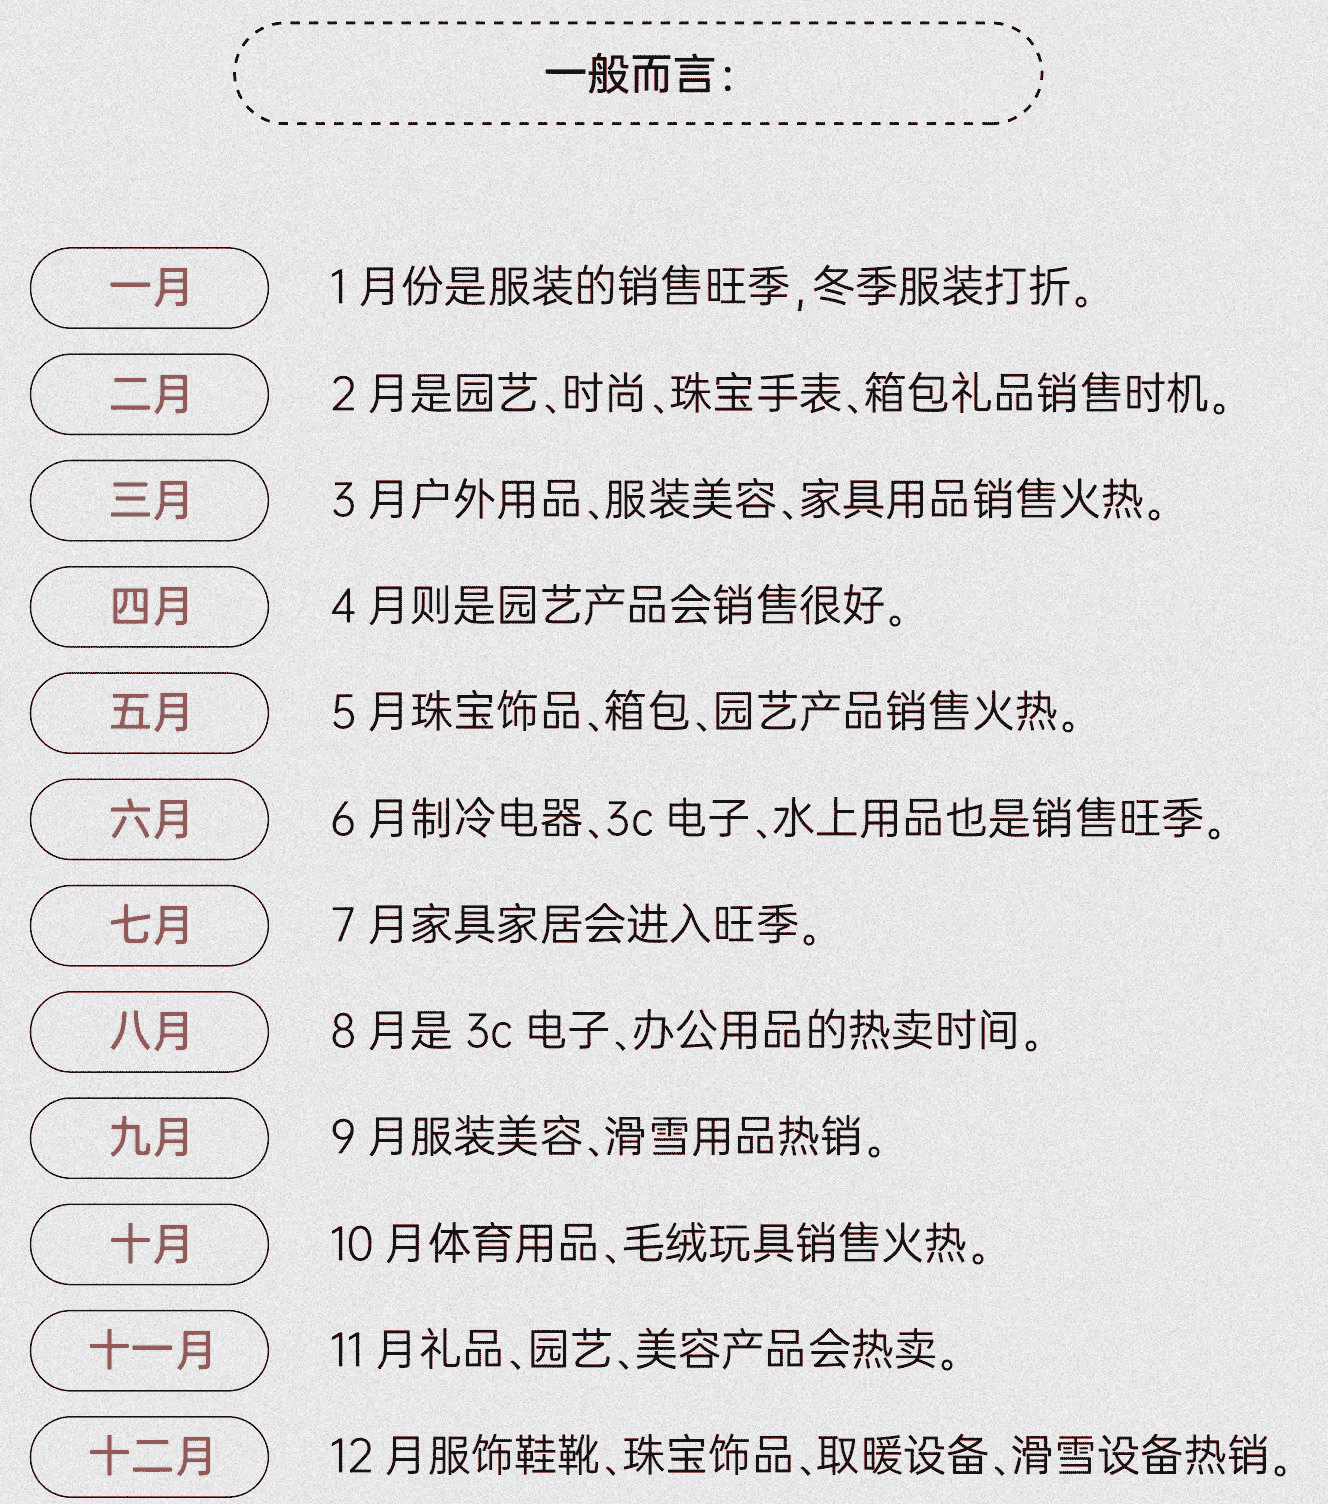 一般而言：
一月
1 月份是服装的销售旺季，冬季服装打折。
二月
2 月是园艺、时尚、珠宝手表、箱包礼品销售时机。
三月
3 月户外用品、服装美容、家具用品销售火热。
四月
4 月则是园艺产品会销售很好。
五月
5 月珠宝饰品、箱包、园艺产品销售火热。
六月
6 月制冷电器、3c 电子、水上用品也是销售旺季。
七月
7 月家具家居会进入旺季。
八月
8 月是 3c 电子、办公用品的热卖时间。
九月
9 月服装美容、滑雪用品热销。
十月
10 月体育用品、毛绒玩具销售火热。
十一月
11 月礼品、园艺、美容产品会热卖。
十二月
12 月服饰鞋靴、珠宝饰品、取暖设备、滑雪设备热销。